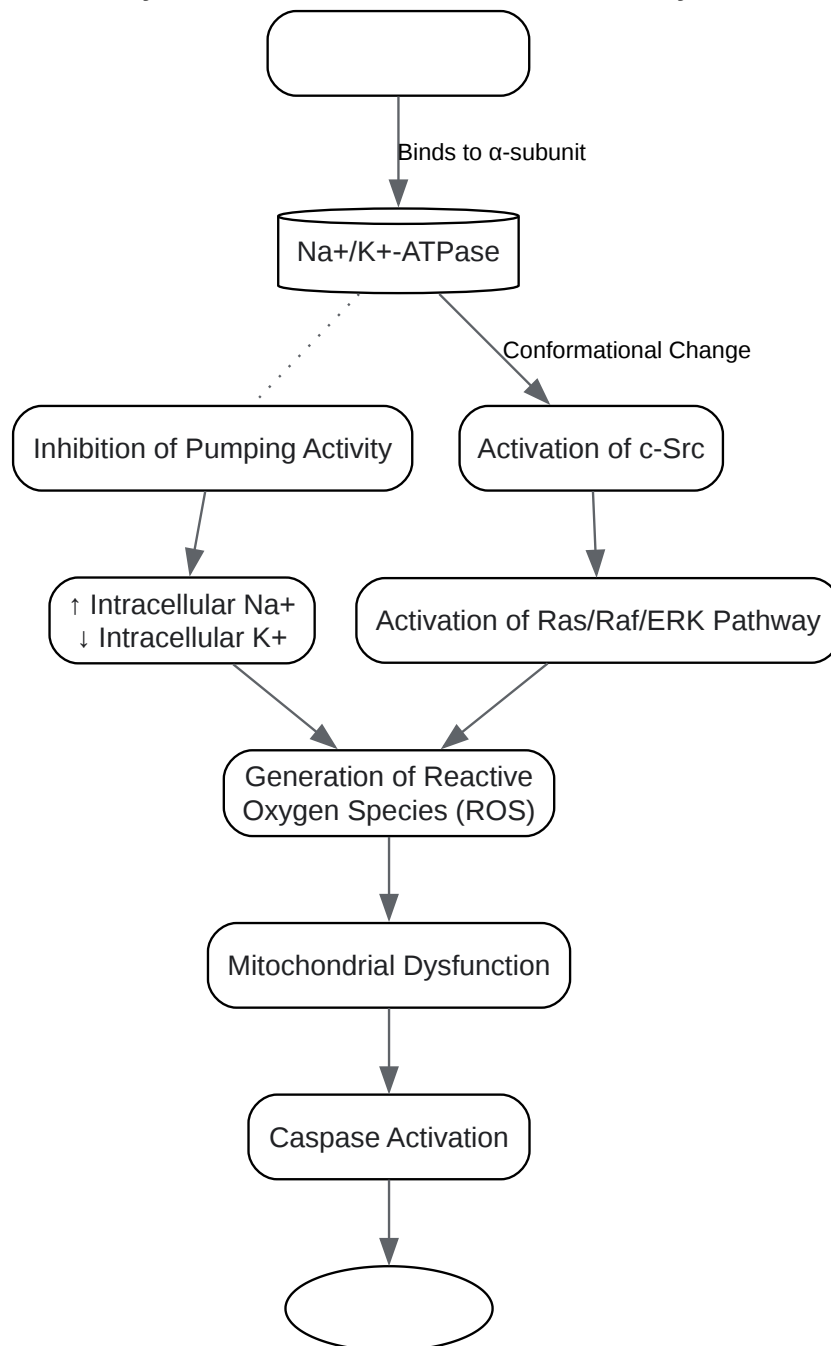 Binds to α-subunit
Na+/K+-ATPase
Conformational Change
Inhibition of Pumping Activity
Activation of c-Src
↑ Intracellular Na+
↓ Intracellular K+
Activation of Ras/Raf/ERK Pathway
Generation of Reactive
Oxygen Species (ROS)
Mitochondrial Dysfunction
Caspase Activation